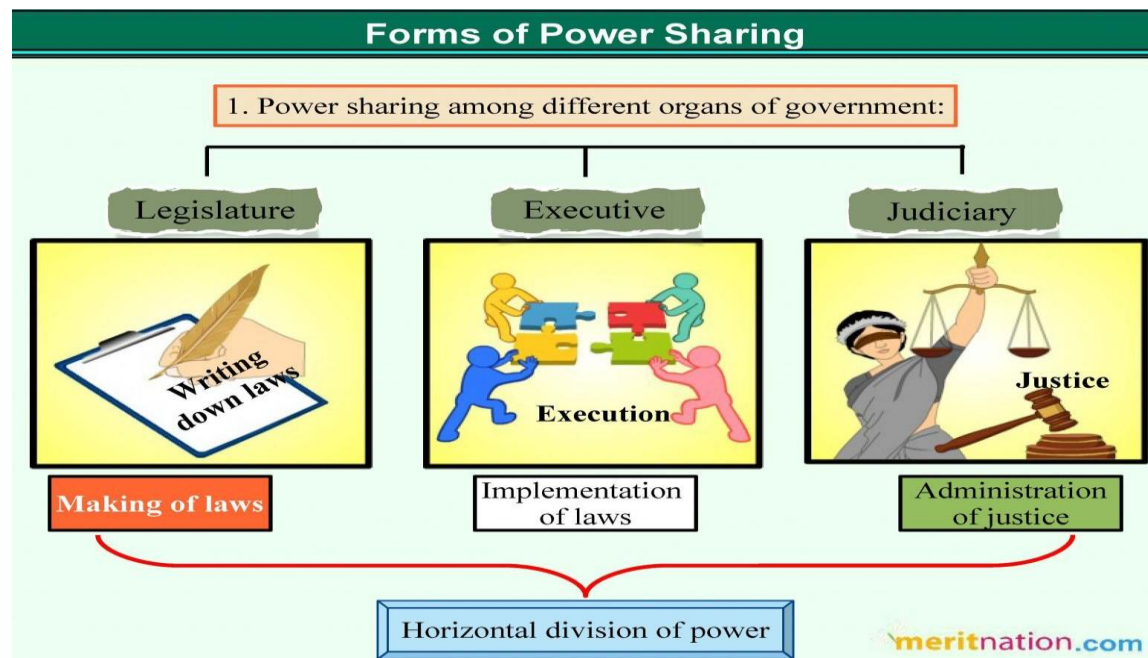 Forms of Power Sharing
1. Power sharing among different organs of government:
Legislature
Executive
Judiciary
Writing
down laws
Execution
Justice
Making of laws
Implementation
of laws
Administration
of justice
Horizontal division of power
meritnation.com